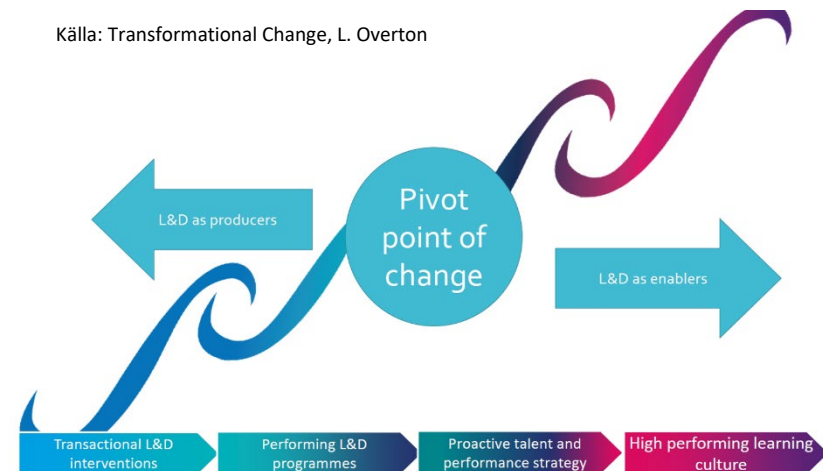 Källa: Transformational Change, L. Overton
Pivot
point of
change
L&D as producers
L&D as enablers
Transactional L&D
interventions
Performing L&D
programmes
Proactive talent and
performance strategy
High performing learning
culture